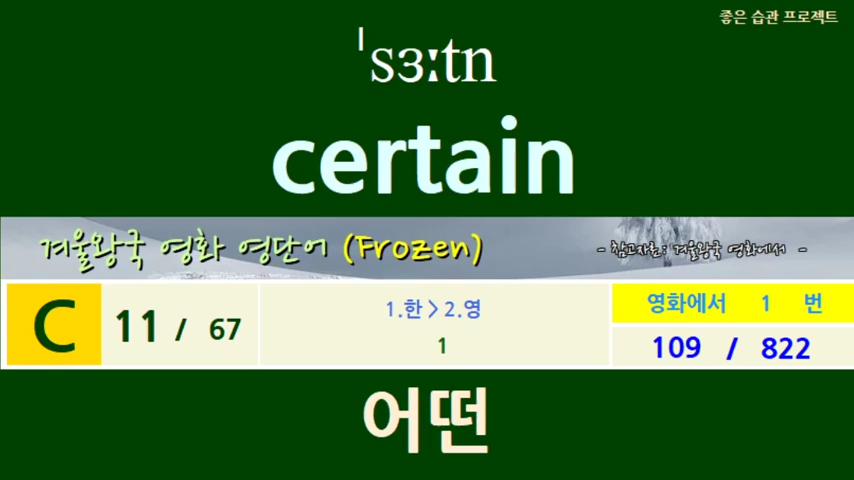 좋은 습관 프로젝트
ˈsɜːtn
certain
겨울왕국 영화 영단어 (Frozen)
- 참고자료: 겨울왕국 영화에서 -
C 11 / 67
1.한 > 2.영
1
영화에서 1 번
109 / 822
어떤